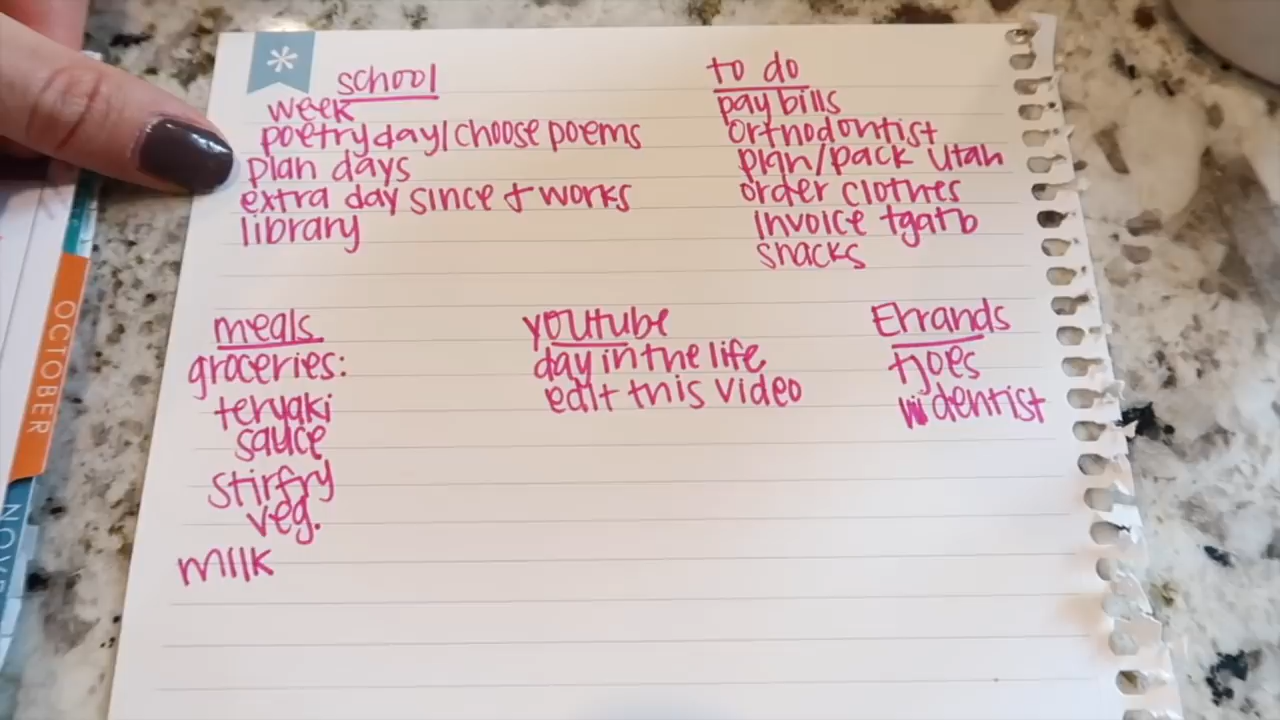 *
school
week
poetry day/choose poems
plan days
extra day since t works
library
to do
pay bills
orthodontist
plan/pack Utah
order clothes
invoice tgatb
snacks
meals
groceries:
teryaki
sauce
stirfry
veg.
milk
youtube
day in the life
edit this video
Errands
tjoes
dentist
OCTOBER
NOVE